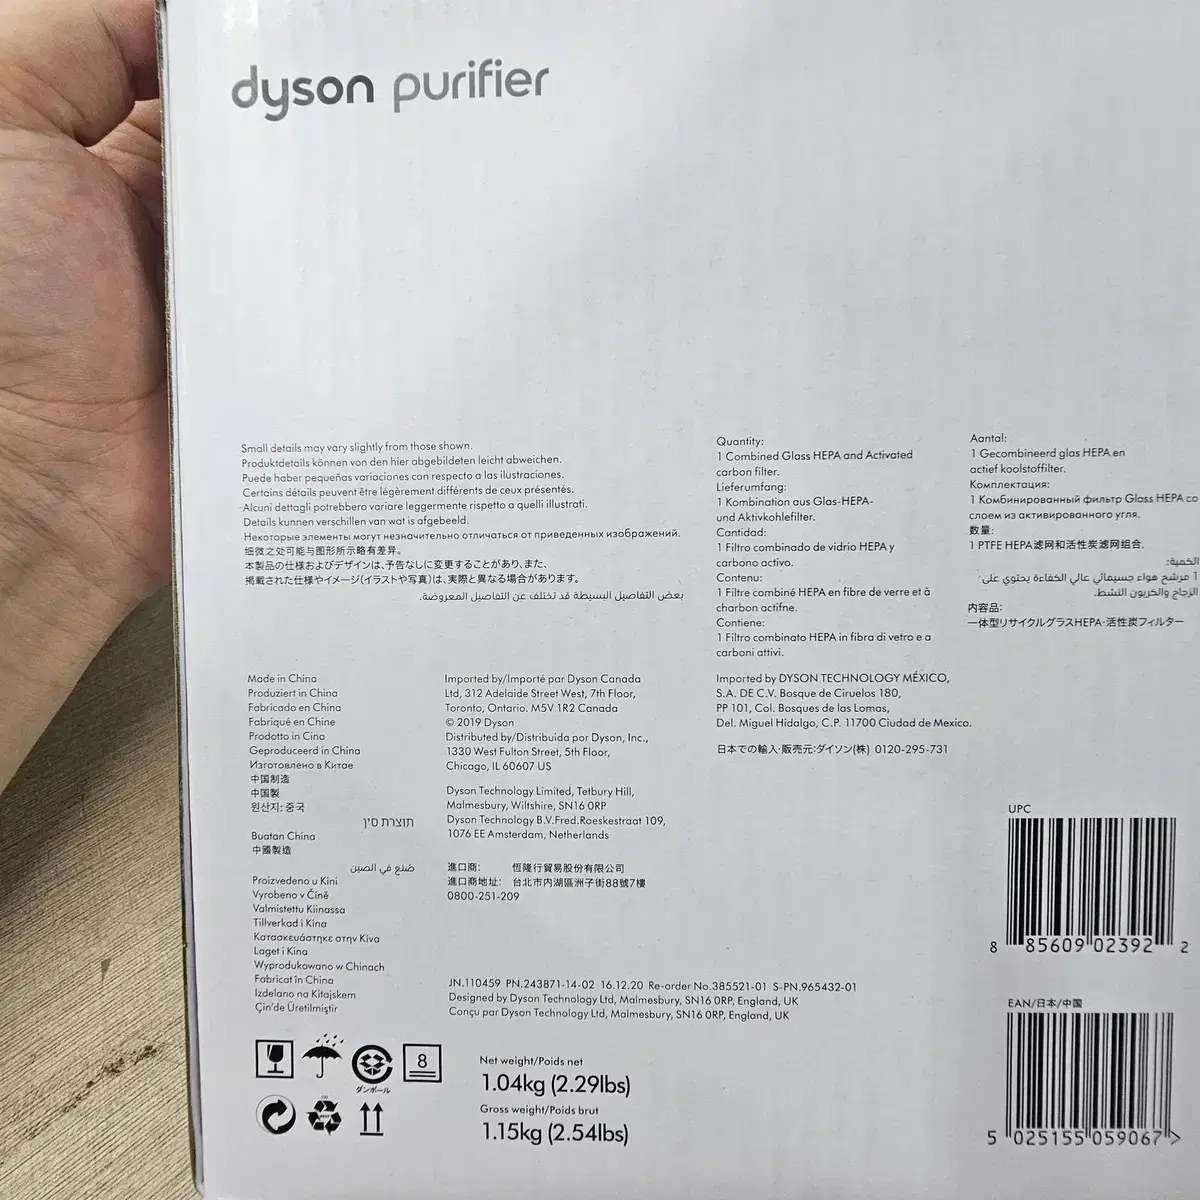 dyson purifier
Small details may vary slightly from those shown.
Produktdetails können von den hier abgebildeten leicht abweichen.
Puede haber pequeñas variaciones con respecto a las ilustraciones.
Certains détails peuvent être légèrement différents de ceux présentés.
Alcuni dettagli potrebbero variare leggermente rispetto a quelli illustrati.
Details kunnen verschillen van wat is afgebeeld.
Некоторые элементы могут незначительно отличаться от приведенных изображений.
细微之处可能与图形所示略有差异。
本製品の仕様およびデザインは、予告なしに変更することがあり、また、
掲載された仕様やイメージ(イラストや写真)は、実際と異なる場合があります。
بعض التفاصيل البسيطة قد تختلف عن التفاصيل المعروضة.
Quantity:
1 Combined Glass HEPA and Activated
carbon filter.
Lieferumfang:
1 Kombination aus Glas-HEPA-
und Aktivkohlefilter.
Cantidad:
1 Filtro combinado de vidrio HEPA y
carbono activo.
Contenu:
1 Filtre combiné HEPA en fibre de verre et à
charbon actifne.
Contiene:
1 Filtro combinato HEPA in fibra di vetro e a
carboni attivi.
Aantal:
1 Gecombineerd glas HEPA en
actief koolstoffilter.
Комплектация:
1 Комбинированный фильтр Glass HEPA со
слоем из активированного угля.
数量:
1 PTFE HEPA滤网和活性炭滤网组合.
الكمية:
1 مرشح هواء جسيماتي عالي الكفاءة يحتوي على
الزجاج والكربون النشط.
内容品:
一体型リサイクルグラスHEPA·活性炭フィルター
Made in China
Produziert in China
Fabricado en China
Fabriqué en Chine
Prodotto in Cina
Geproduceerd in China
Изготовлено в Китае
中国制造
中国製
원산지: 중국
תוצרת סין
Buatan China
中國製造
صُنع في الصين
Proizvedeno u Kini
Vyrobeno v Číně
Valmistettu Kiinassa
Tillverkad i Kina
Κατασκευάστηκε στην Κίνα
Laget i Kina
Wyprodukowano w Chinach
Fabricat în China
Izdelano na Kitajskem
Çin'de Üretilmiştir
Imported by/Importé par Dyson Canada
Ltd, 312 Adelaide Street West, 7th Floor,
Toronto, Ontario. M5V 1R2 Canada
© 2019 Dyson
Distributed by/Distribuida por Dyson, Inc.,
1330 West Fulton Street, 5th Floor,
Chicago, IL 60607 US
Dyson Technology Limited, Tetbury Hill,
Malmesbury, Wiltshire, SN16 0RP
Dyson Technology B.V.Fred.Roeskestraat 109,
1076 EE Amsterdam, Netherlands
進口商: 恆隆行貿易股份有限公司
進口商地址: 台北市内湖區洲子街88號7樓
0800-251-209
Imported by DYSON TECHNOLOGY MÉXICO,
S.A. DE C.V. Bosque de Ciruelos 180,
PP 101, Col. Bosques de las Lomas,
Del. Miguel Hidalgo, C.P. 11700 Ciudad de Mexico.
日本での輸入·販売元:ダイソン(株) 0120-295-731
JN.110459 PN.243871-14-02 16.12.20 Re-order No.385521-01 S-PN.965432-01
Designed by Dyson Technology Ltd, Malmesbury, SN16 0RP, England, UK
Conçu par Dyson Technology Ltd, Malmesbury, SN16 0RP, England, UK
8
ダンボール
Net weight/Poids net
1.04kg (2.29lbs)
Gross weight/Poids brut
1.15kg (2.54lbs)
UPC
8 85609 02392 2
EAN/日本/中国
5 025155 059067 >